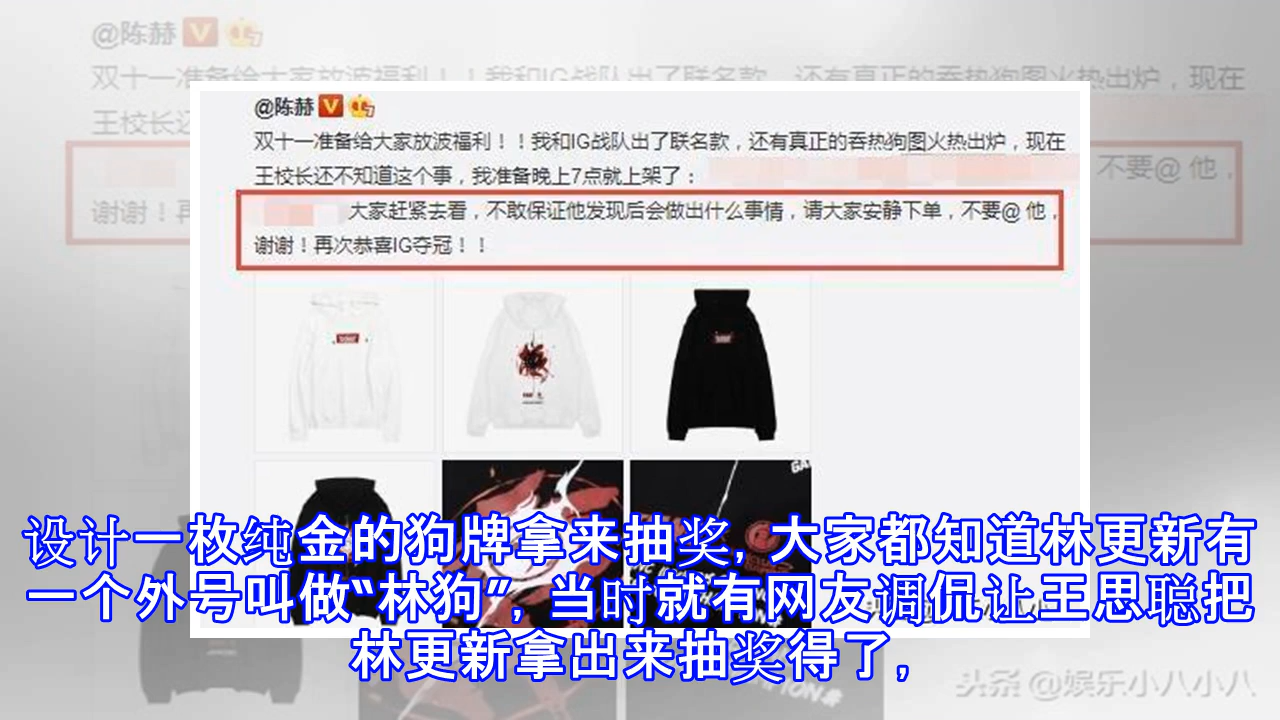 @陈赫
双十一准备给大家放波福利！！我和IG战队出了联名款，还有真正的吞热狗图火热出炉，现在
王校长还不知道这个事，我准备晚上7点就上架了：
大家赶紧去看，不敢保证他发现后会做出什么事情，请大家安静下单，不要@ 他，
谢谢！再次恭喜IG夺冠！！
设计一枚纯金的狗牌拿来抽奖, 大家都知道林更新有
一个外号叫做“林狗”, 当时就有网友调侃让王思聪把
林更新拿出来抽奖得了,
头条 @娱乐小八小八